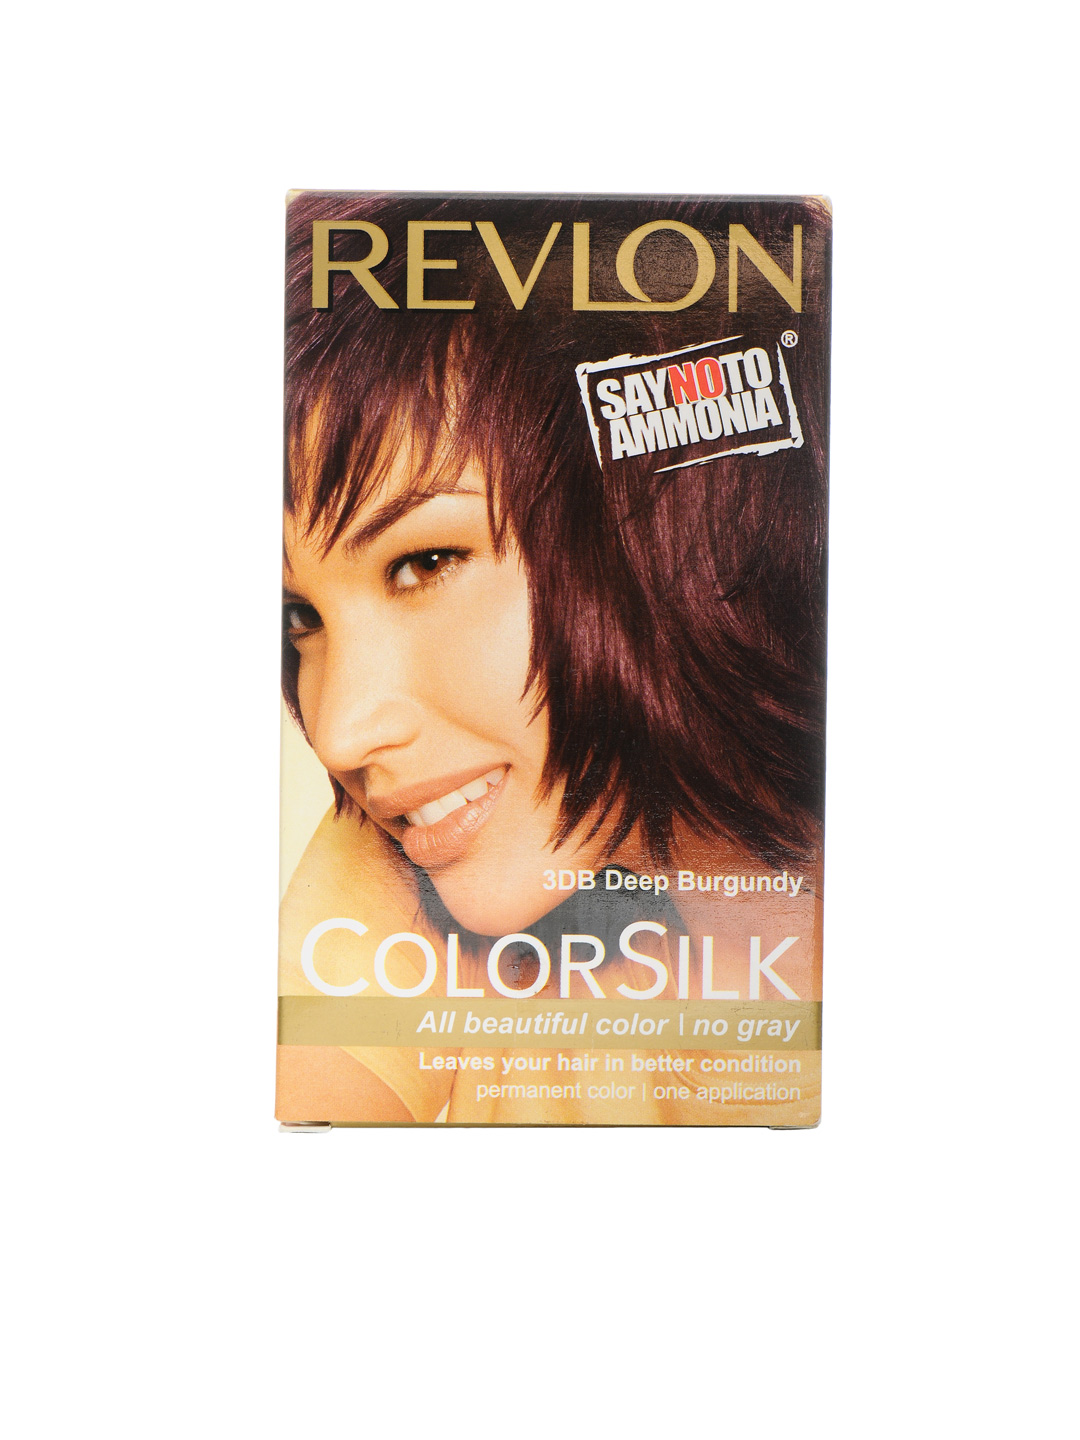 REVLON
®
SAY NO TO
AMMONIA
3DB Deep Burgundy
COLORSILK
All beautiful color | no gray
Leaves your hair in better condition
permanent color | one application